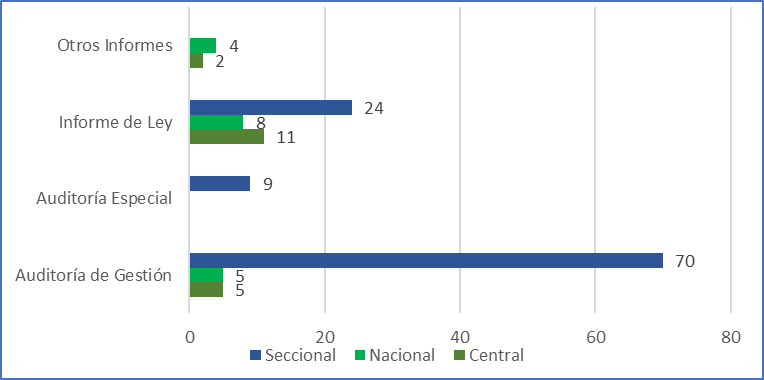 Otros Informes
4
2
Informe de Ley
24
8
11
Auditoría Especial
9
Auditoría de Gestión
70
5
5
0 20 40 60 80
Seccional Nacional Central